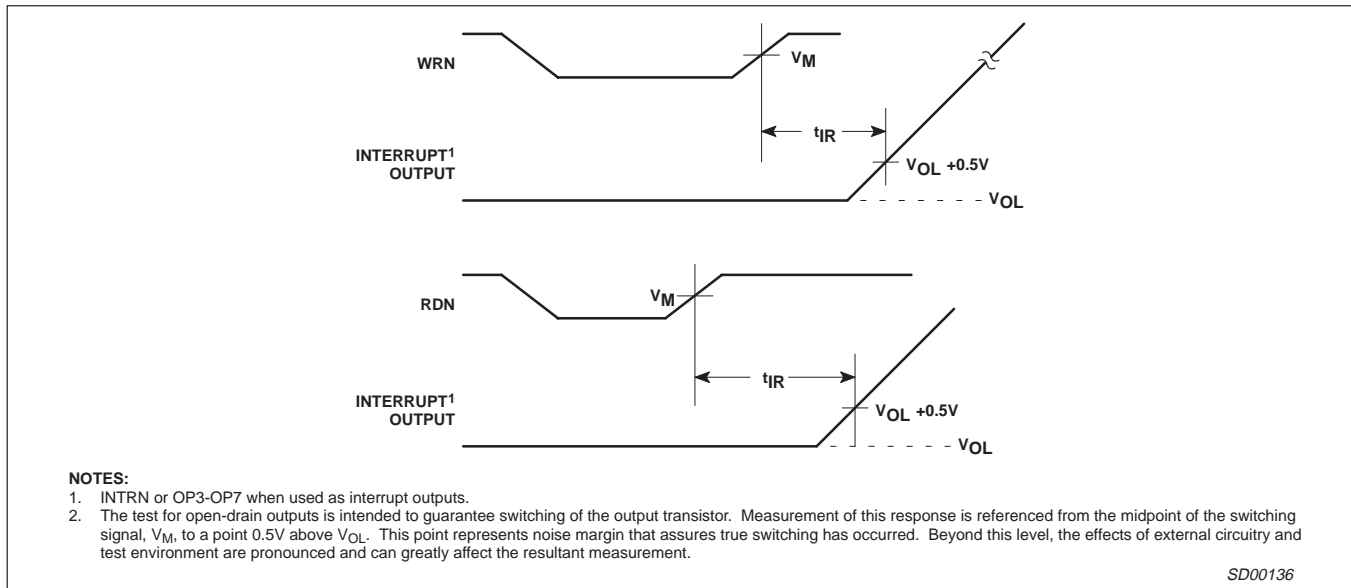 WRN
VM
tIR
INTERRUPT1
OUTPUT
VOL +0.5V
VOL
RDN
VM
tIR
INTERRUPT1
OUTPUT
VOL +0.5V
VOL
NOTES:
1. INTRN or OP3-OP7 when used as interrupt outputs.
2. The test for open-drain outputs is intended to guarantee switching of the output transistor. Measurement of this response is referenced from the midpoint of the switching
signal, VM, to a point 0.5V above VOL. This point represents noise margin that assures true switching has occurred. Beyond this level, the effects of external circuitry and
test environment are pronounced and can greatly affect the resultant measurement.
SD00136